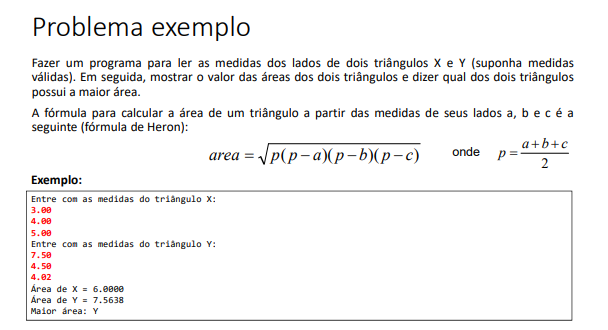 Problema exemplo
Fazer um programa para ler as medidas dos lados de dois triângulos X e Y (suponha medidas
válidas). Em seguida, mostrar o valor das áreas dos dois triângulos e dizer qual dos dois triângulos
possui a maior área.
A fórmula para calcular a área de um triângulo a partir das medidas de seus lados a, b e c é a
seguinte (fórmula de Heron):
area = √p(p − a)(p − b)(p − c) onde p = a + b + c / 2
Exemplo:
Entre com as medidas do triângulo X:
3.00
4.00
5.00
Entre com as medidas do triângulo Y:
7.50
4.50
4.02
Área de X = 6.0000
Área de Y = 7.5638
Maior área: Y